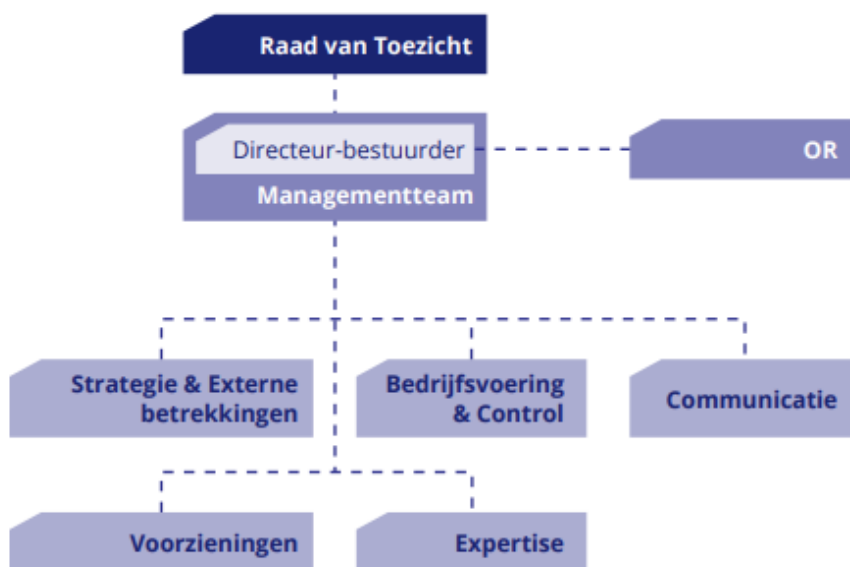 Raad van Toezicht
Directeur-bestuurder
OR
Managementteam
Strategie & Externe
betrekkingen
Bedrijfsvoering
& Control
Communicatie
Voorzieningen
Expertise